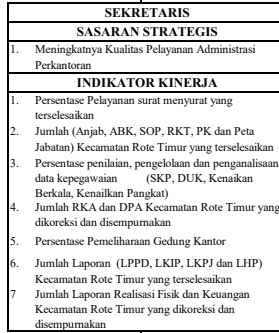 SEKRETARIS
SASARAN STRATEGIS
1. Meningkatnya Kualitas Pelayanan Administrasi
Perkantoran
INDIKATOR KINERJA
1. Persentase Pelayanan surat menyurat yang
terselesaikan
2. Jumlah (Anjab, ABK, SOP, RKT, PK dan Peta
Jabatan) Kecamatan Rote Timur yang terselesaikan
3. Persentase penilaian, pengelolaan dan penganalisaan
data kepegawaian (SKP, DUK, Kenaikan
Berkala, Kenailkan Pangkat)
4. Jumlah RKA dan DPA Kecamatan Rote Timur yang
dikoreksi dan disempurnakan
5. Persentase Pemeliharaan Gedung Kantor
6. Jumlah Laporan (LPPD, LKIP, LKPJ dan LHP)
Kecamatan Rote Timur yang terselesaikan
7 Jumlah Laporan Realisasi Fisik dan Keuangan
Kecamatan Rote Timur yang dikoreksi dan
disempurnakan